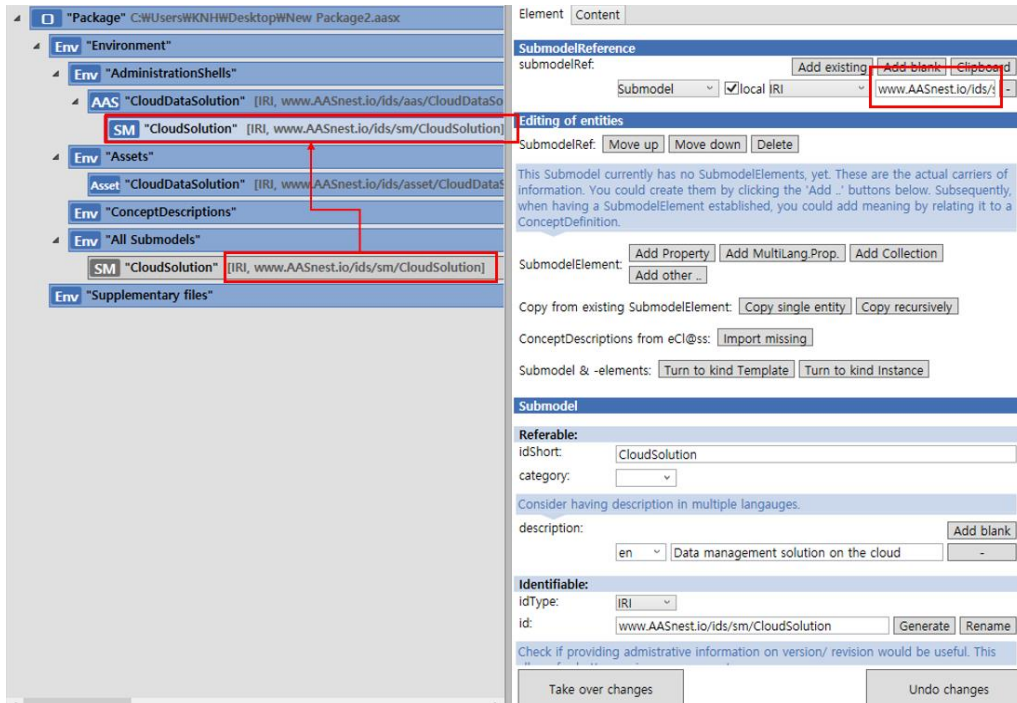 "Package" C:₩Users₩KNH₩Desktop₩New Package2.aasx
Env "Environment"
Env "AdministrationShells"
AAS "CloudDataSolution" [IRI, www.AASnest.io/ids/aas/CloudDataSo
SM "CloudSolution" [IRI, www.AASnest.io/ids/sm/CloudSolution]
Env "Assets"
Asset "CloudDataSolution" [IRI, www.AASnest.io/ids/asset/CloudDataS
Env "ConceptDescriptions"
Env "All Submodels"
SM "CloudSolution" [IRI, www.AASnest.io/ids/sm/CloudSolution]
Env "Supplementary files"
Element Content
SubmodelReference
submodelRef: Add existing Add blank Clipboard
Submodel local IRI www.AASnest.io/ids/s -
Editing of entities
SubmodelRef: Move up Move down Delete
This Submodel currently has no SubmodelElements, yet. These are the actual carriers of
information. You could create them by clicking the 'Add ..' buttons below. Subsequently,
when having a SubmodelElement established, you could add meaning by relating it to a
ConceptDefinition.
SubmodelElement: Add Property Add MultiLang.Prop. Add Collection
Add other ..
Copy from existing SubmodelElement: Copy single entity Copy recursively
ConceptDescriptions from eCl@ss: Import missing
Submodel & -elements: Turn to kind Template Turn to kind Instance
Submodel
Referable:
idShort: CloudSolution
category:
Consider having description in multiple langauges.
description: Add blank
en Data management solution on the cloud -
Identifiable:
idType: IRI
id: www.AASnest.io/ids/sm/CloudSolution Generate Rename
Check if providing admistrative information on version/ revision would be useful. This
Take over changes Undo changes